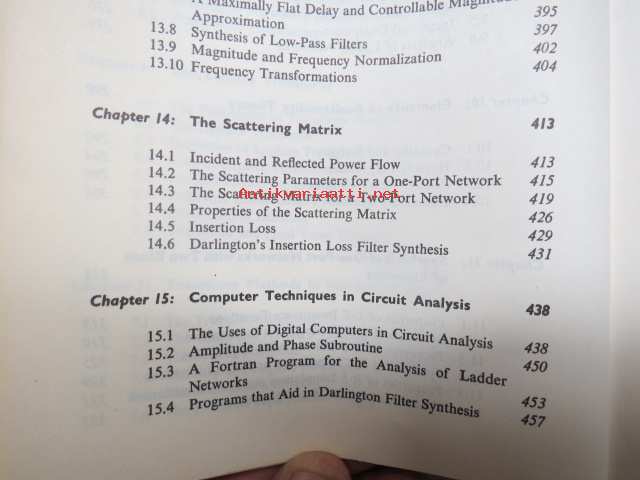 A Maximally Flat Delay and Controllable Magnitude
Approximation 395
13.8 Synthesis of Low-Pass Filters 397
13.9 Magnitude and Frequency Normalization 402
13.10 Frequency Transformations 404
Chapter 14: The Scattering Matrix 413
14.1 Incident and Reflected Power Flow 413
14.2 The Scattering Parameters for a One-Port Network 415
14.3 The Scattering Matrix for a Two-Port Network 419
Antikvariaatti.net
14.4 Properties of the Scattering Matrix 426
14.5 Insertion Loss 429
14.6 Darlington's Insertion Loss Filter Synthesis 431
Chapter 15: Computer Techniques in Circuit Analysis 438
15.1 The Uses of Digital Computers in Circuit Analysis 438
15.2 Amplitude and Phase Subroutine 450
15.3 A Fortran Program for the Analysis of Ladder
Networks 453
15.4 Programs that Aid in Darlington Filter Synthesis 457